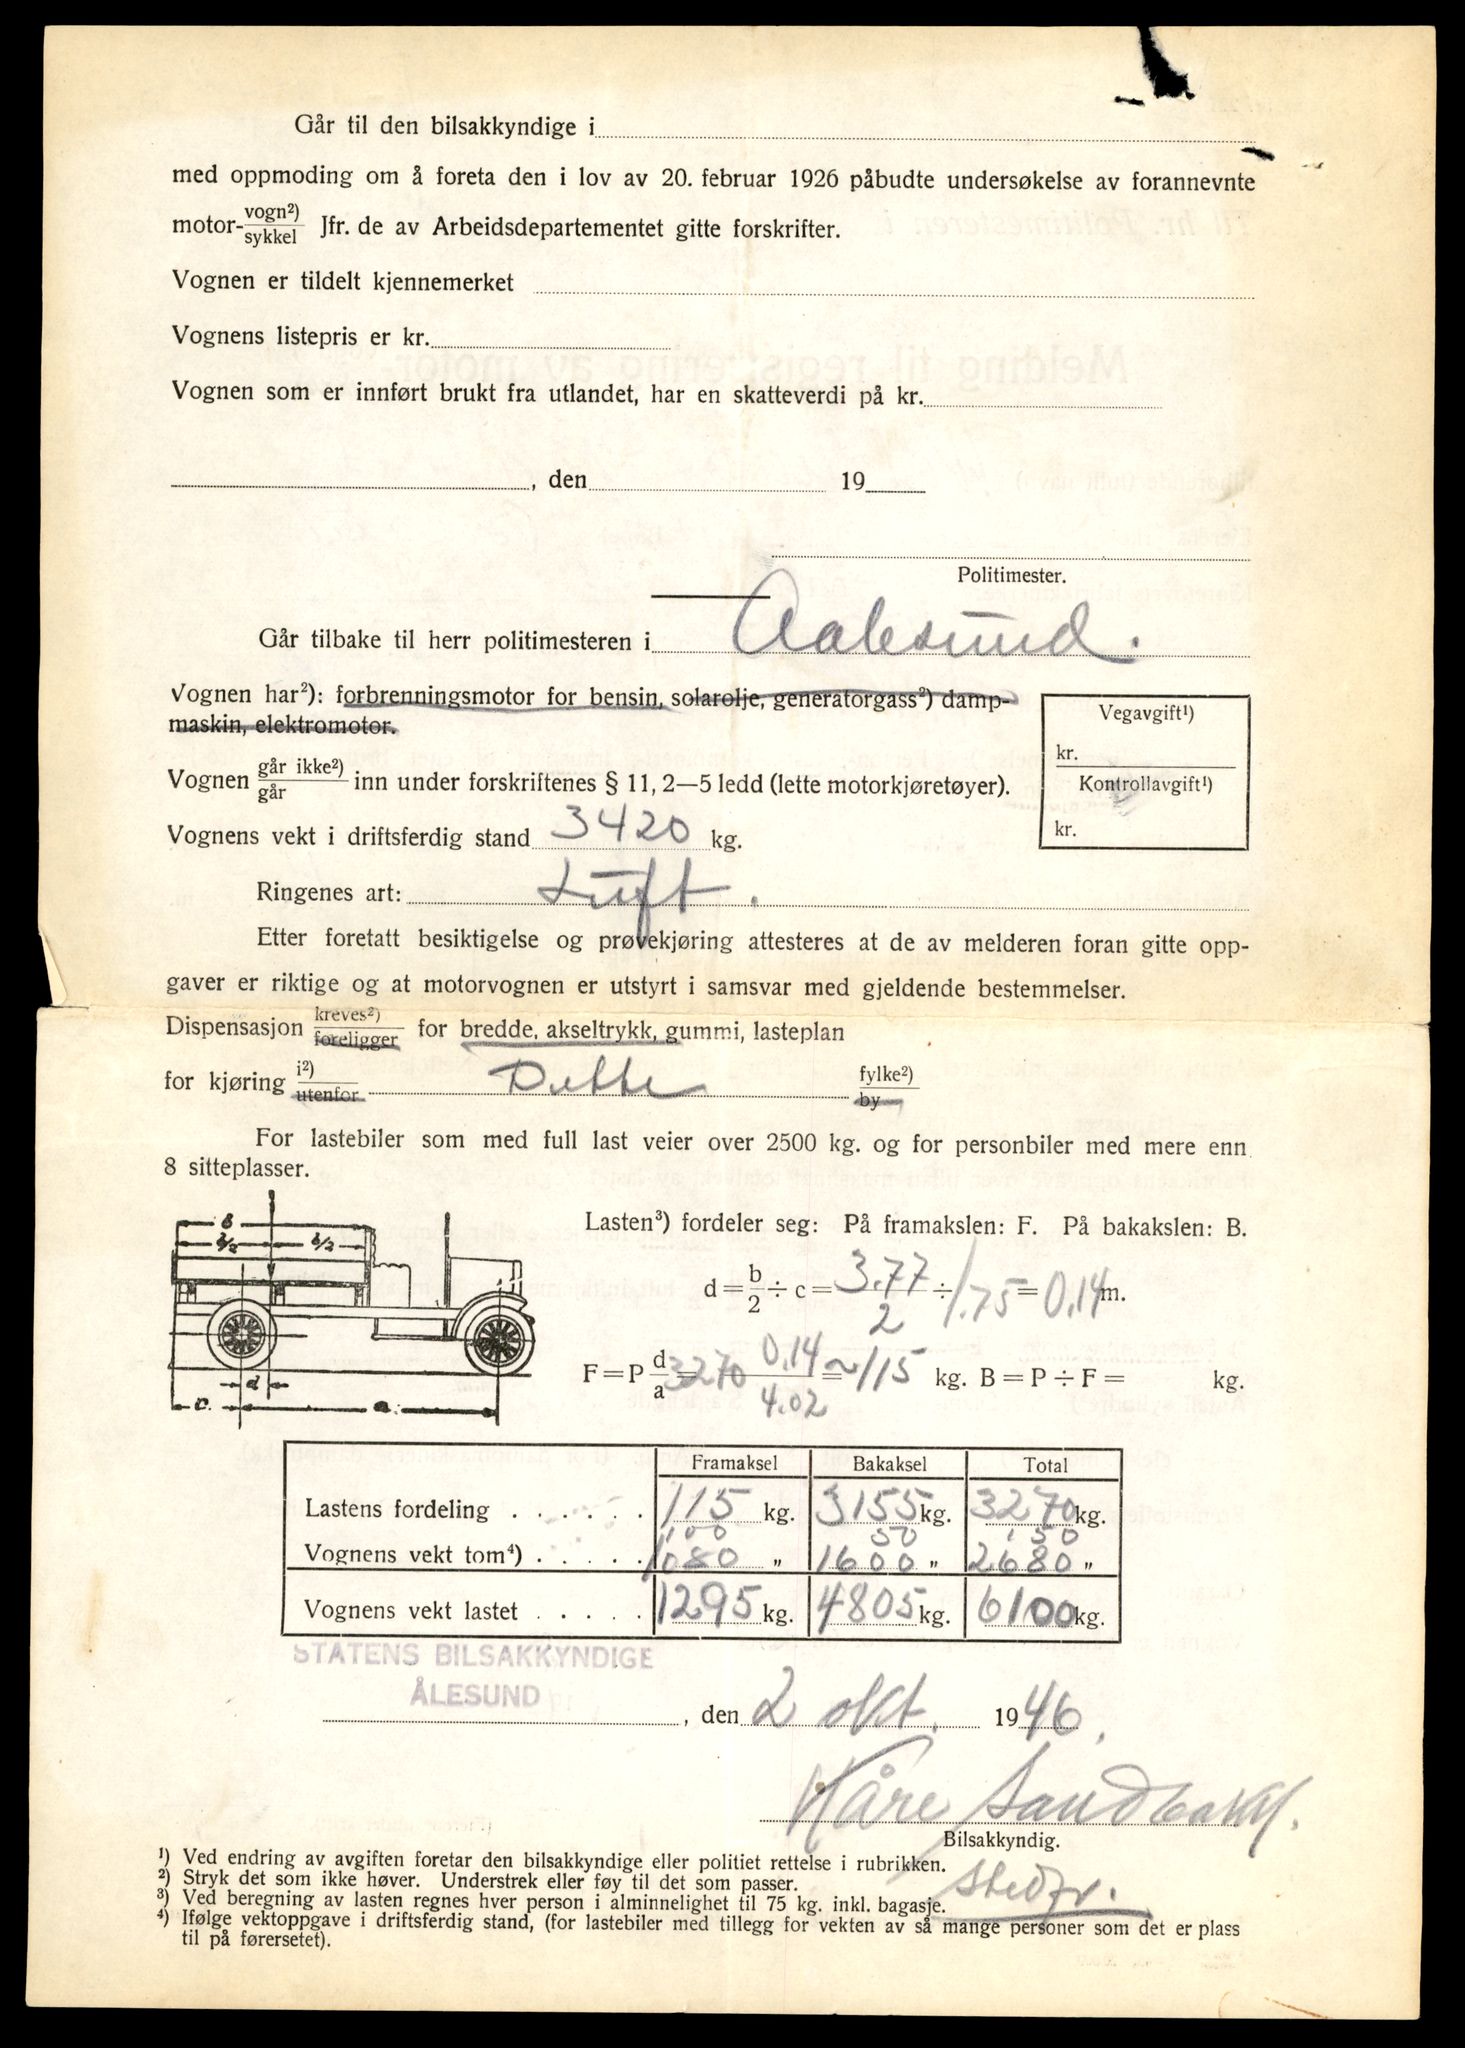 Går til den bilsakkyndige i
med oppmoding om å foreta den i lov av 20. februar 1926 påbudte undersøkelse av forannevnte
motor-vogn²)/sykkel Jfr. de av Arbeidsdepartementet gitte forskrifter.
Vognen er tildelt kjennemerket
Vognens listepris er kr.
Vognen som er innført brukt fra utlandet, har en skatteverdi på kr.
, den 19
Politimester.
Går tilbake til herr politimesteren i Aalesund.
Vognen har²): forbrenningsmotor for bensin, solarolje, generatorgass²) damp-
maskin, elektromotor.
Vegavgift¹)
kr.
Kontrollavgift¹)
kr.
Vognen går ikke²)/går inn under forskriftenes § 11, 2—5 ledd (lette motorkjøretøyer).
Vognens vekt i driftsferdig stand 3420 kg.
Ringenes art: Luft.
Etter foretatt besiktigelse og prøvekjøring attesteres at de av melderen foran gitte opp-
gaver er riktige og at motorvognen er utstyrt i samsvar med gjeldende bestemmelser.
Dispensasjon kreves²)/foreligger for bredde, akseltrykk, gummi, lasteplan
for kjøring i²)/utenfor Dette fylke²)/by
For lastebiler som med full last veier over 2500 kg. og for personbiler med mere enn
8 sitteplasser.
b
b/2 b/2
d
c. a.
Lasten³) fordeler seg: På framakslen: F. På bakakslen: B.
d = b/2 ÷ c = 3.77/2 ÷ 1.75 = 0.14 m.
F = P d/a = 3270 0.14/4.02 = ~115 kg. B = P ÷ F = kg.
Framaksel Bakaksel Total
Lastens fordeling . . . . . . 115 kg. 3155 kg. 3270 kg.
100 50 150
Vognens vekt tom⁴) . . . . . 1080 „ 1600 „ 2680 „
Vognens vekt lastet . . . . . 1295 kg. 4805 kg. 6100 kg.
STATENS BILSAKKYNDIGE
ÅLESUND
, den 2 okt. 1946.
Kåre Sandbakk.
Bilsakkyndig.
Stedfr.
¹) Ved endring av avgiften foretar den bilsakkyndige eller politiet rettelse i rubrikken.
²) Stryk det som ikke høver. Understrek eller føy til det som passer.
³) Ved beregning av lasten regnes hver person i alminnelighet til 75 kg. inkl. bagasje.
⁴) Ifølge vektoppgave i driftsferdig stand, (for lastebiler med tillegg for vekten av så mange personer som det er plass
til på førersetet).